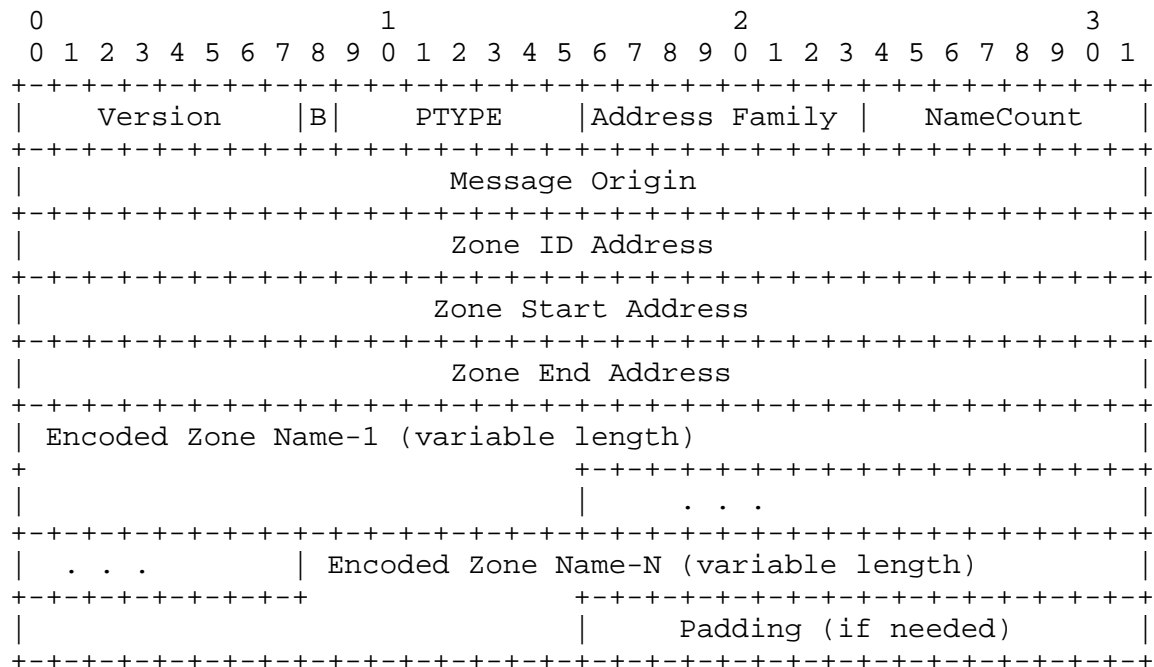 0                   1                   2                   3
 0 1 2 3 4 5 6 7 8 9 0 1 2 3 4 5 6 7 8 9 0 1 2 3 4 5 6 7 8 9 0 1
+-+-+-+-+-+-+-+-+-+-+-+-+-+-+-+-+-+-+-+-+-+-+-+-+-+-+-+-+-+-+-+-+
|    Version    |B|    PTYPE    |Address Family |   NameCount   |
+-+-+-+-+-+-+-+-+-+-+-+-+-+-+-+-+-+-+-+-+-+-+-+-+-+-+-+-+-+-+-+-+
|                        Message Origin                         |
+-+-+-+-+-+-+-+-+-+-+-+-+-+-+-+-+-+-+-+-+-+-+-+-+-+-+-+-+-+-+-+-+
|                        Zone ID Address                        |
+-+-+-+-+-+-+-+-+-+-+-+-+-+-+-+-+-+-+-+-+-+-+-+-+-+-+-+-+-+-+-+-+
|                       Zone Start Address                      |
+-+-+-+-+-+-+-+-+-+-+-+-+-+-+-+-+-+-+-+-+-+-+-+-+-+-+-+-+-+-+-+-+
|                        Zone End Address                       |
+-+-+-+-+-+-+-+-+-+-+-+-+-+-+-+-+-+-+-+-+-+-+-+-+-+-+-+-+-+-+-+-+
| Encoded Zone Name-1 (variable length)                         |
+                               +-+-+-+-+-+-+-+-+-+-+-+-+-+-+-+-+
|                               |     . . .                     |
+-+-+-+-+-+-+-+-+-+-+-+-+-+-+-+-+-+-+-+-+-+-+-+-+-+-+-+-+-+-+-+-+
|  . . .        | Encoded Zone Name-N (variable length)         |
+-+-+-+-+-+-+-+-+               +-+-+-+-+-+-+-+-+-+-+-+-+-+-+-+-+
|                               |     Padding (if needed)       |
+-+-+-+-+-+-+-+-+-+-+-+-+-+-+-+-+-+-+-+-+-+-+-+-+-+-+-+-+-+-+-+-+